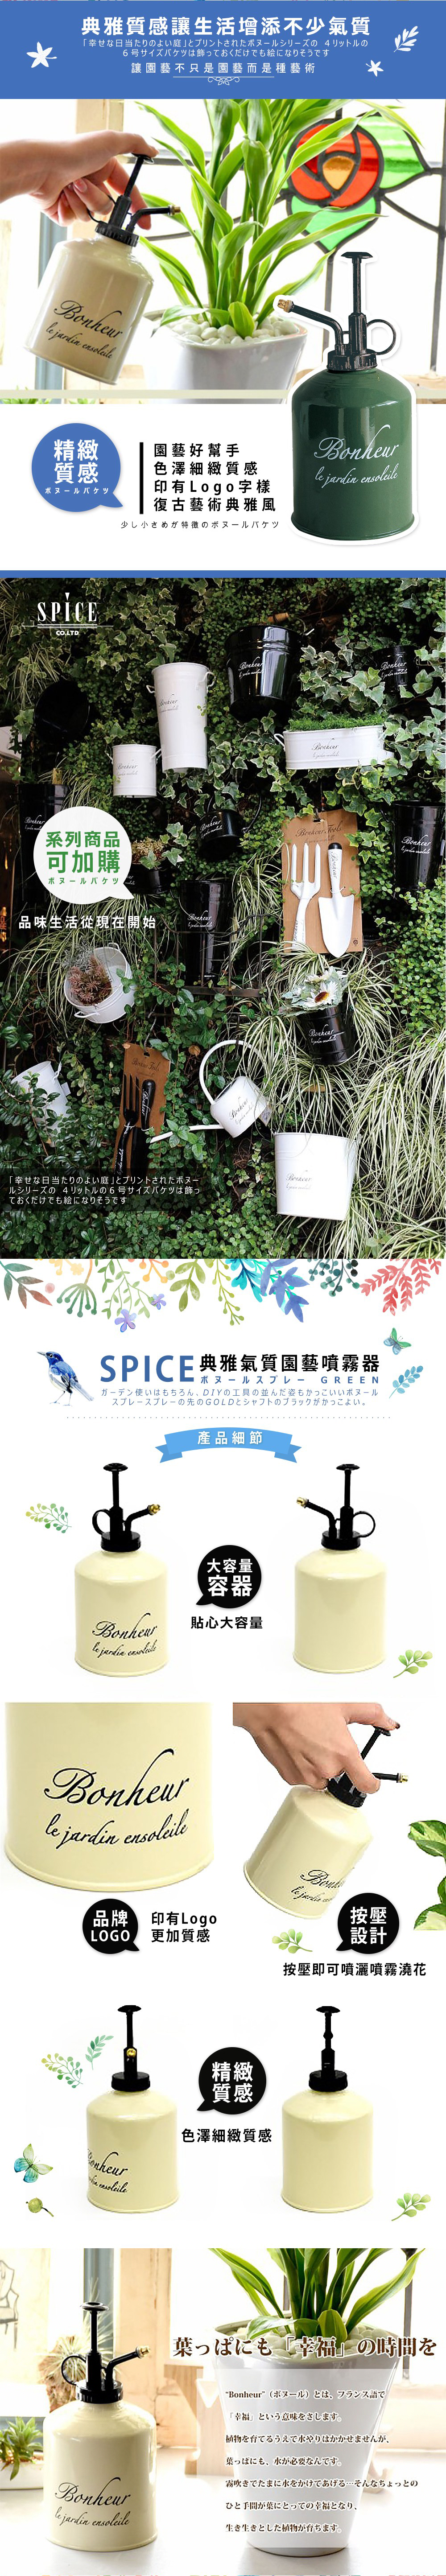 典雅質感讓生活增添不少氣質
「幸せな日当たりのよい庭」とプリントされたボヌールシリーズの ４リットルの
６号サイズバケツは飾っておくだけでも絵になりそうです
讓園藝不只是園藝而是種藝術
Bonheur
le jardin ensoleile
Bonheur
le jardin ensoleile
精緻
質感
ボヌールバケツ
園藝好幫手
色澤細緻質感
印有Logo字樣
復古藝術典雅風
少し小さめが特徴のボヌールバケツ
SPICE
CO.,LTD.
系列商品
可加購
ボヌールバケツ
品味生活從現在開始
Bonheur
Bonheur
Bonheur
Bonheur
Bonheur Tools
Bonheur
「幸せな日当たりのよい庭」とプリントされたボヌー
ルシリーズの ４リットルの６号サイズバケツは飾っ
ておくだけでも絵になりそうです
SPICE 典雅氣質園藝噴霧器
ボヌールスプレー GREEN
ガーデン使いはもちろん、DIYの工具の並んだ姿もかっこいいボヌール
スプレースプレーの先のGOLDとシャフトのブラックがかっこよい。
產品細節
Bonheur
le jardin ensoleile
大容量
容器
貼心大容量
Bonheur
le jardin ensoleile
品牌
LOGO
印有Logo
更加質感
按壓
設計
按壓即可噴灑噴霧澆花
精緻
質感
色澤細緻質感
葉っぱにも「幸福」の時間を
"Bonheur"（ボヌール）とは、フランス語で
「幸福」という意味をさします。
植物を育てるうえで水やりはかかせませんが、
葉っぱにも、水が必要なんです。
霧吹きでたまに水をかけてあげる…そんなちょっとの
ひと手間が葉にとっての幸福となり、
生き生きとした植物が育ちます。
Bonheur
le jardin ensoleile